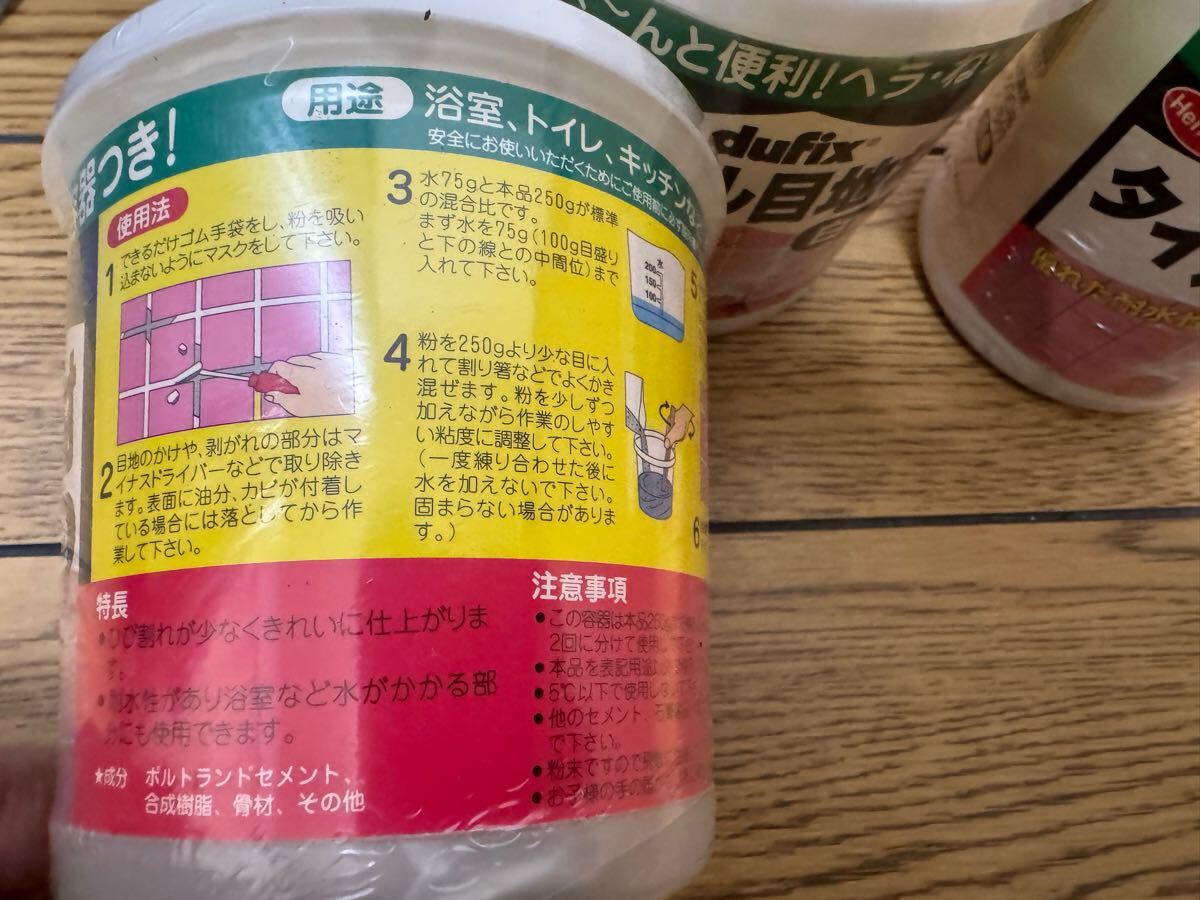 器つき!
用途 浴室、トイレ、キッチンな
安全にお使いいただくためにご使用前に必ず
使用法
1 できるだけゴム手袋をし、粉を吸い
込まないようにマスクをして下さい。
2 目地のかけや、剥がれの部分はマ
イナスドライバーなどで取り除き
ます。表面に油分、カビが付着し
ている場合には落としてから作
業して下さい。
3 水75gと本品250gが標準
の混合比です。
まず水を75g(100g目盛り
と下の線との中間位)まで
入れて下さい。
水
200
150
100
4 粉を250gより少な目に入
れて割り箸などでよくかき
混ぜます。粉を少しずつ
加えながら作業のしやす
い粘度に調整して下さい。
(一度練り合わせた後に
水を加えないで下さい。
固まらない場合がありま
す。)
5
6
特長
•ひび割れが少なくきれいに仕上がりま
す。
•耐水性があり浴室など水がかかる部
分にも使用できます。
★成分 ポルトランドセメント、
合成樹脂、骨材、その他
注意事項
•この容器は本品250g
2回に分けて使用し
•本品を表記用途
•5℃以下で使用し
•他のセメント、石膏
で下さい。
•粉末ですので
•お子様の手の届
〜んと便利!ヘラ・ね
dufix
ル目地
He
タイ
優れた耐水